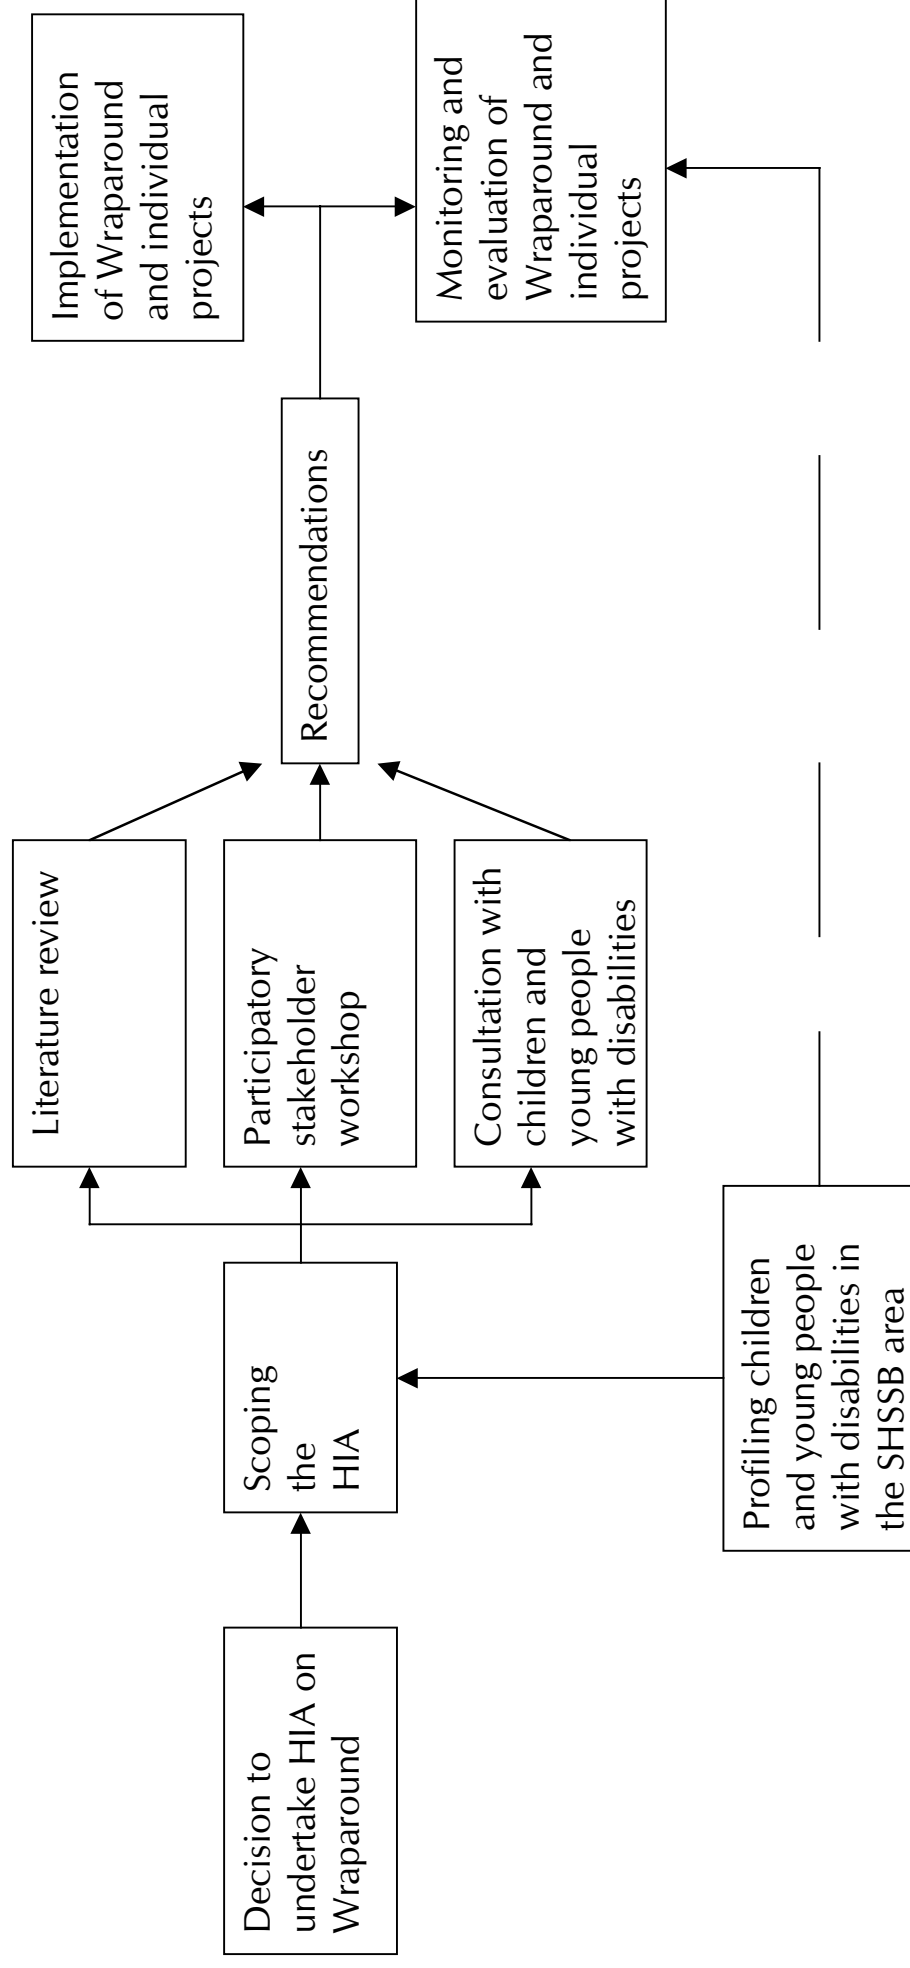 Decision to
undertake HIA on
Wraparound
Scoping
the
HIA
Profiling children
and young people
with disabilities in
the SHSSB area
Literature review
Participatory
stakeholder
workshop
Consultation with
children and
young people
with disabilities
Recommendations
Implementation
of Wraparound
and individual
projects
Monitoring and
evaluation of
Wraparound and
individual
projects